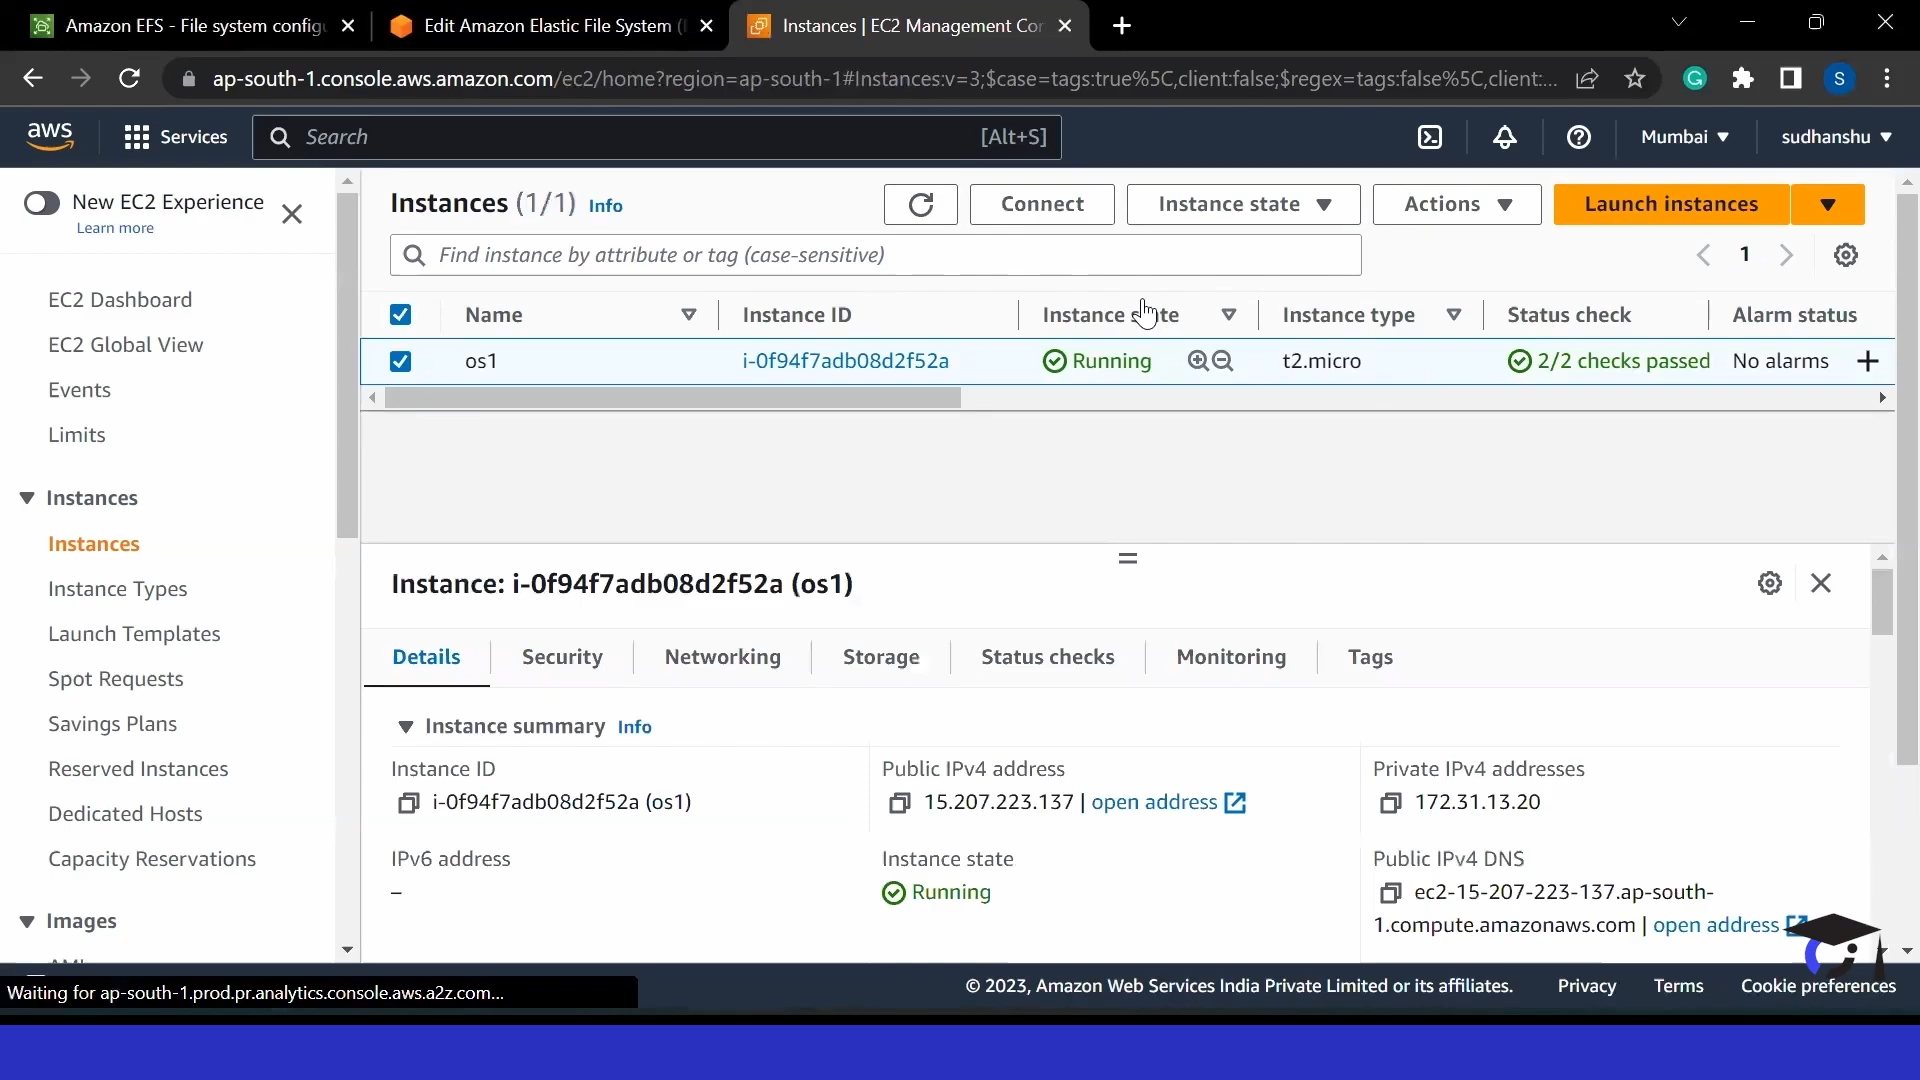 Amazon EFS - File system configu
Edit Amazon Elastic File System (
Instances | EC2 Management Con
ap-south-1.console.aws.amazon.com/ec2/home?region=ap-south-1#Instances:v=3;$case=tags:true%5C,client:false;$regex=tags:false%5C,client:...
S
aws
Services
Search
[Alt+S]
Mumbai
sudhanshu
New EC2 Experience
Learn more
EC2 Dashboard
EC2 Global View
Events
Limits
Instances
Instances
Instance Types
Launch Templates
Spot Requests
Savings Plans
Reserved Instances
Dedicated Hosts
Capacity Reservations
Images
Instances (1/1) Info
Connect
Instance state
Actions
Launch instances
Find instance by attribute or tag (case-sensitive)
1
Name Instance ID Instance state Instance type Status check Alarm status
os1 i-0f94f7adb08d2f52a Running t2.micro 2/2 checks passed No alarms
Instance: i-0f94f7adb08d2f52a (os1)
Details Security Networking Storage Status checks Monitoring Tags
Instance summary Info
Instance ID
i-0f94f7adb08d2f52a (os1)
Public IPv4 address
15.207.223.137 | open address
Private IPv4 addresses
172.31.13.20
IPv6 address
–
Instance state
Running
Public IPv4 DNS
ec2-15-207-223-137.ap-south-
1.compute.amazonaws.com | open address
Waiting for ap-south-1.prod.pr.analytics.console.aws.a2z.com...
© 2023, Amazon Web Services India Private Limited or its affiliates.
Privacy
Terms
Cookie preferences